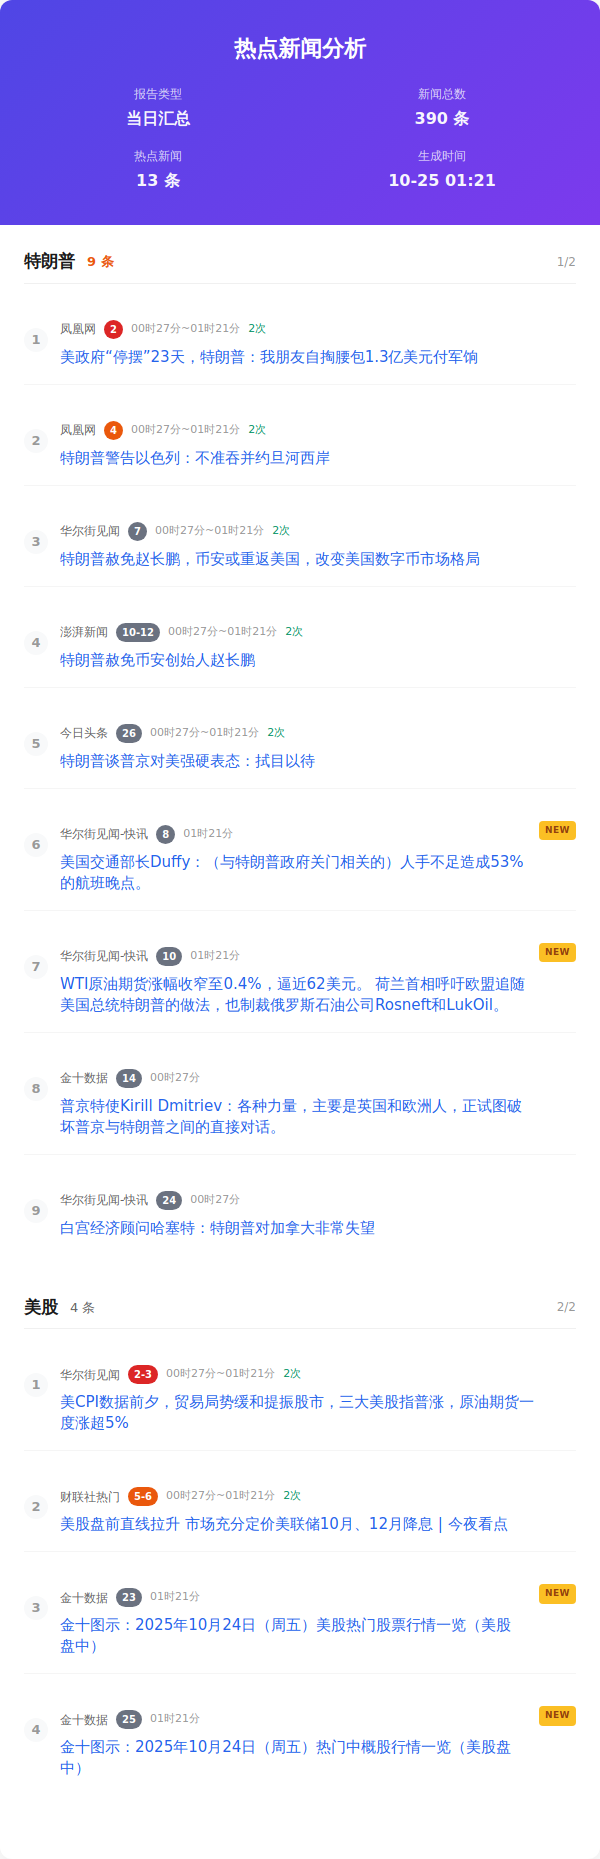 热点新闻分析
报告类型
新闻总数
当日汇总
390 条
热点新闻
生成时间
13 条
10-25 01:21
特朗普 9 条 1/2
1
凤凰网 2 00时27分~01时21分 2次
美政府“停摆”23天，特朗普：我朋友自掏腰包1.3亿美元付军饷
2
凤凰网 4 00时27分~01时21分 2次
特朗普警告以色列：不准吞并约旦河西岸
3
华尔街见闻 7 00时27分~01时21分 2次
特朗普赦免赵长鹏，币安或重返美国，改变美国数字币市场格局
4
澎湃新闻 10-12 00时27分~01时21分 2次
特朗普赦免币安创始人赵长鹏
5
今日头条 26 00时27分~01时21分 2次
特朗普谈普京对美强硬表态：拭目以待
6
华尔街见闻-快讯 8 01时21分 NEW
美国交通部长Duffy：（与特朗普政府关门相关的）人手不足造成53%
的航班晚点。
7
华尔街见闻-快讯 10 01时21分 NEW
WTI原油期货涨幅收窄至0.4%，逼近62美元。 荷兰首相呼吁欧盟追随
美国总统特朗普的做法，也制裁俄罗斯石油公司Rosneft和LukOil。
8
金十数据 14 00时27分
普京特使Kirill Dmitriev：各种力量，主要是英国和欧洲人，正试图破
坏普京与特朗普之间的直接对话。
9
华尔街见闻-快讯 24 00时27分
白宫经济顾问哈塞特：特朗普对加拿大非常失望
美股 4 条 2/2
1
华尔街见闻 2-3 00时27分~01时21分 2次
美CPI数据前夕，贸易局势缓和提振股市，三大美股指普涨，原油期货一
度涨超5%
2
财联社热门 5-6 00时27分~01时21分 2次
美股盘前直线拉升 市场充分定价美联储10月、12月降息 | 今夜看点
3
金十数据 23 01时21分 NEW
金十图示：2025年10月24日（周五）美股热门股票行情一览（美股
盘中）
4
金十数据 25 01时21分 NEW
金十图示：2025年10月24日（周五）热门中概股行情一览（美股盘
中）